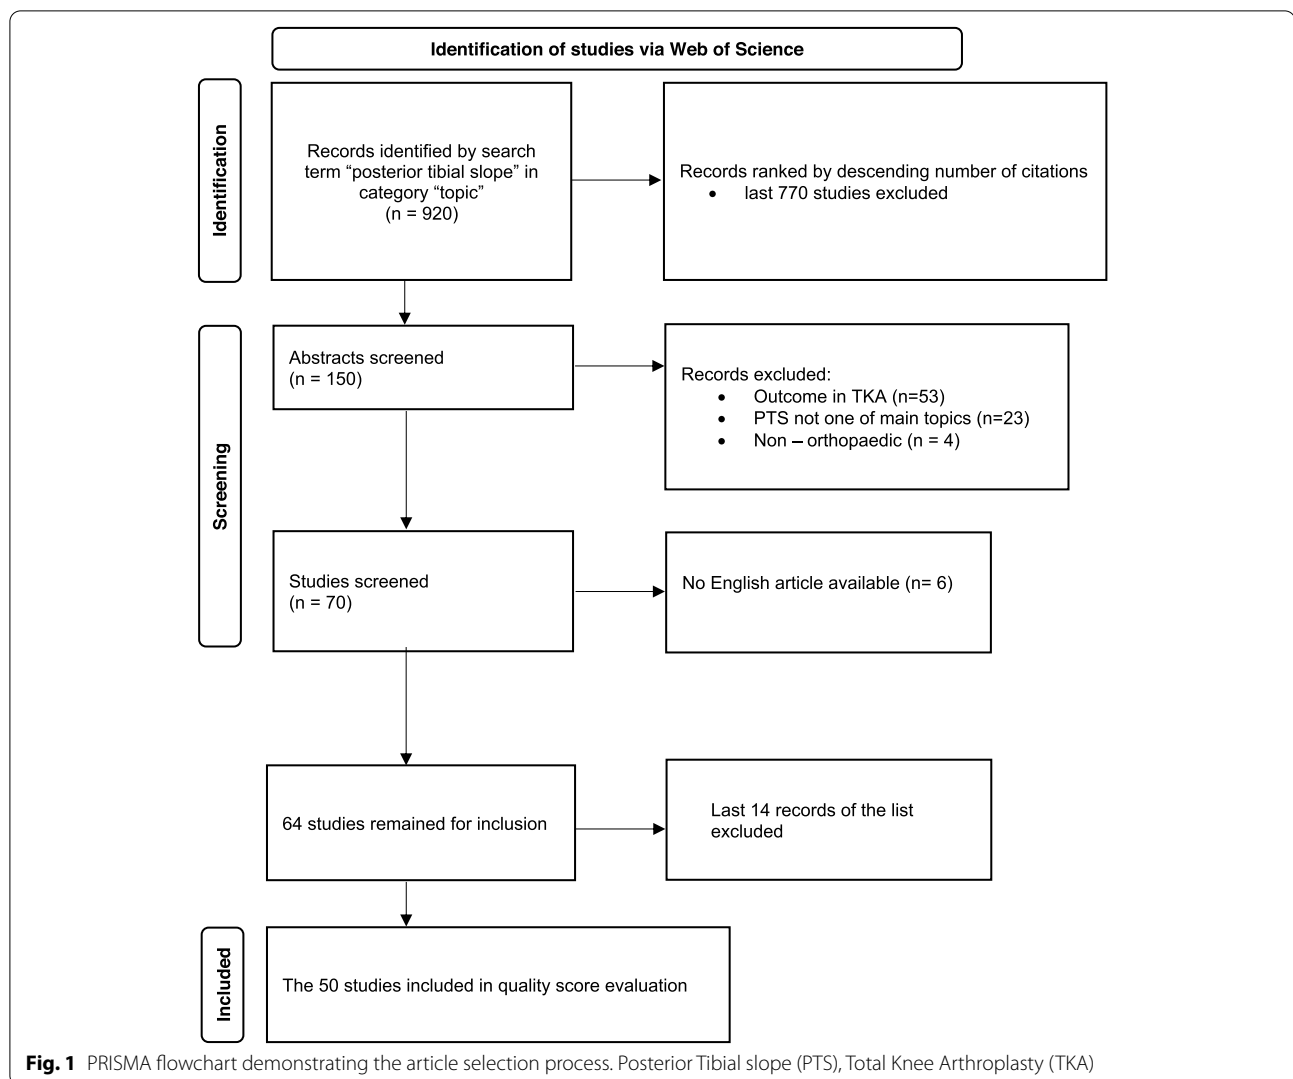 Identification of studies via Web of Science
Identification
Records identified by search
term “posterior tibial slope” in
category “topic”
(n = 920)
Records ranked by descending number of citations
• last 770 studies excluded
Screening
Abstracts screened
(n = 150)
Records excluded:
• Outcome in TKA (n=53)
• PTS not one of main topics (n=23)
• Non – orthopaedic (n = 4)
Studies screened
(n = 70)
No English article available (n= 6)
64 studies remained for inclusion
Last 14 records of the list
excluded
Included
The 50 studies included in quality score evaluation
Fig. 1 PRISMA flowchart demonstrating the article selection process. Posterior Tibial slope (PTS), Total Knee Arthroplasty (TKA)